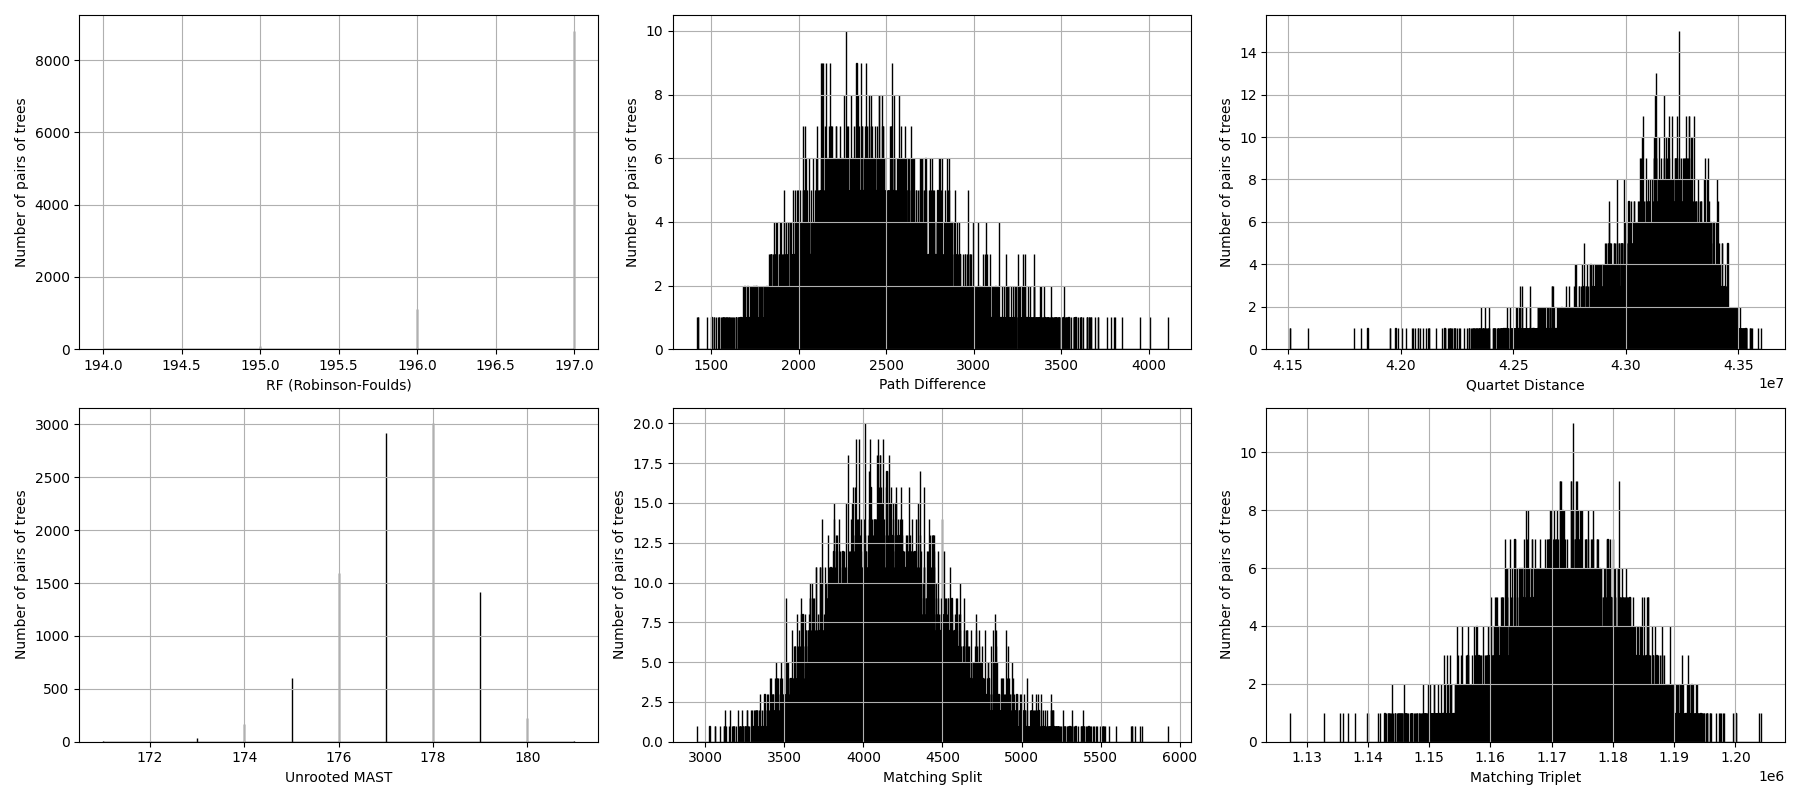 Number of pairs of trees
8000
6000
4000
2000
0
194.0 194.5 195.0 195.5 196.0 196.5 197.0
RF (Robinson-Foulds)
Number of pairs of trees
10
8
6
4
2
0
1500 2000 2500 3000 3500 4000
Path Difference
Number of pairs of trees
14
12
10
8
6
4
2
0
4.15 4.20 4.25 4.30 4.35
1e7
Quartet Distance
Number of pairs of trees
3000
2500
2000
1500
1000
500
0
172 174 176 178 180
Unrooted MAST
Number of pairs of trees
20.0
17.5
15.0
12.5
10.0
7.5
5.0
2.5
0.0
3000 3500 4000 4500 5000 5500 6000
Matching Split
Number of pairs of trees
10
8
6
4
2
0
1.13 1.14 1.15 1.16 1.17 1.18 1.19 1.20
1e6
Matching Triplet